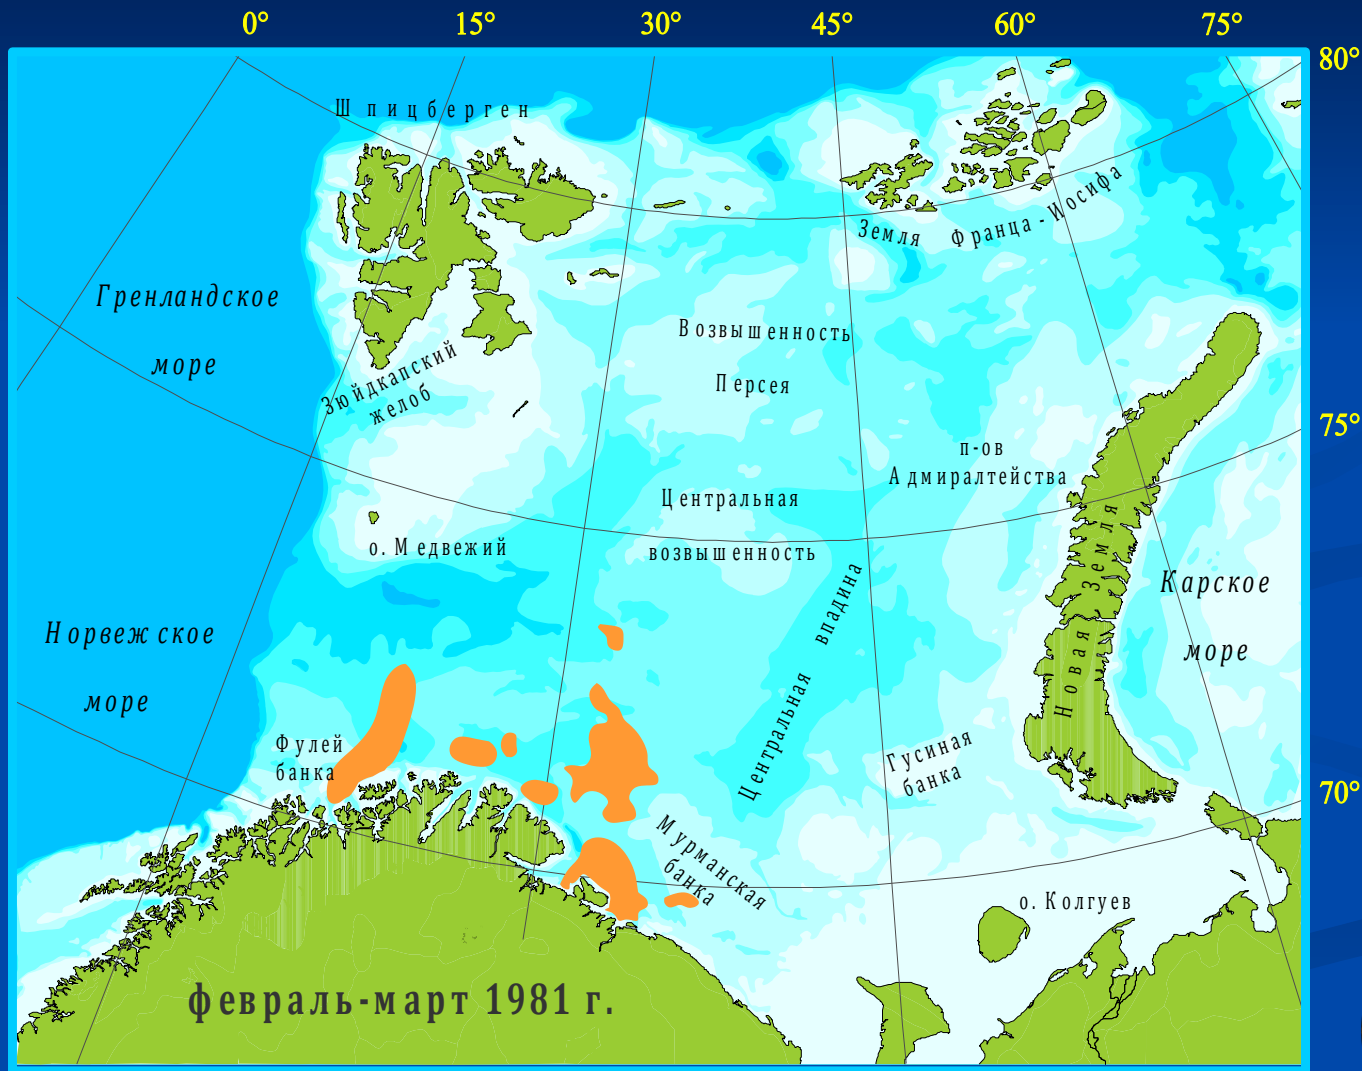 0° 15° 30° 45° 60° 75°
80°
Шпицберген
Земля Франца-Иосифа
Гренландское
море
Возвышенность
Персея
Зюйдкапский
желоб
75°
п-ов
Адмиралтейства
Центральная
возвышенность
о. Медвежий
Новая Земля
Карское
море
Норвежское
море
Центральная впадина
Фулей
банка
Гусиная
банка
70°
Мурманская
банка
о. Колгуев
февраль-март 1981 г.